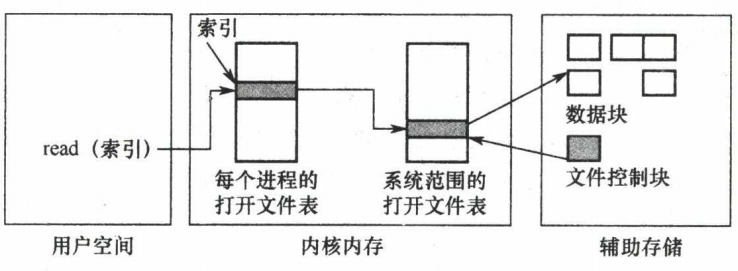 索引
read (索引)
每个进程的
打开文件表
系统范围的
打开文件表
数据块
文件控制块
用户空间
内核内存
辅助存储